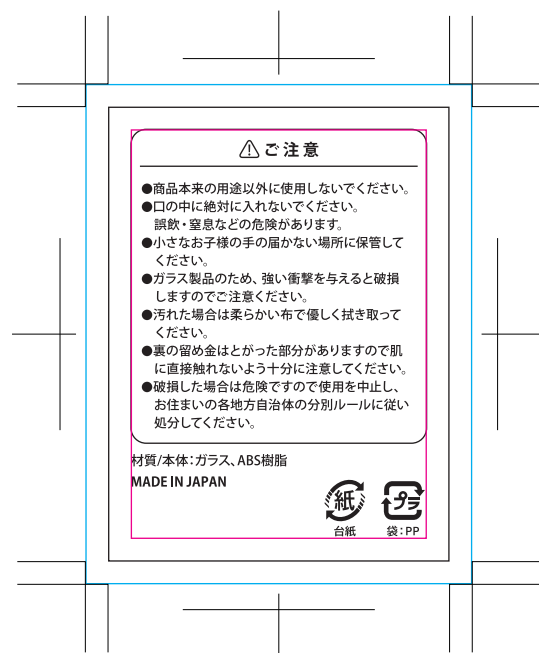 ⚠ご注意
●商品本来の用途以外に使用しないでください。
●口の中に絶対に入れないでください。
誤飲・窒息などの危険があります。
●小さなお子様の手の届かない場所に保管して
ください。
●ガラス製品のため、強い衝撃を与えると破損
しますのでご注意ください。
●汚れた場合は柔らかい布で優しく拭き取って
ください。
●裏の留め金はとがった部分がありますので肌
に直接触れないよう十分に注意してください。
●破損した場合は危険ですので使用を中止し、
お住まいの各地方自治体の分別ルールに従い
処分してください。
材質/本体:ガラス、ABS樹脂
MADE IN JAPAN
紙 プラ
台紙 袋:PP